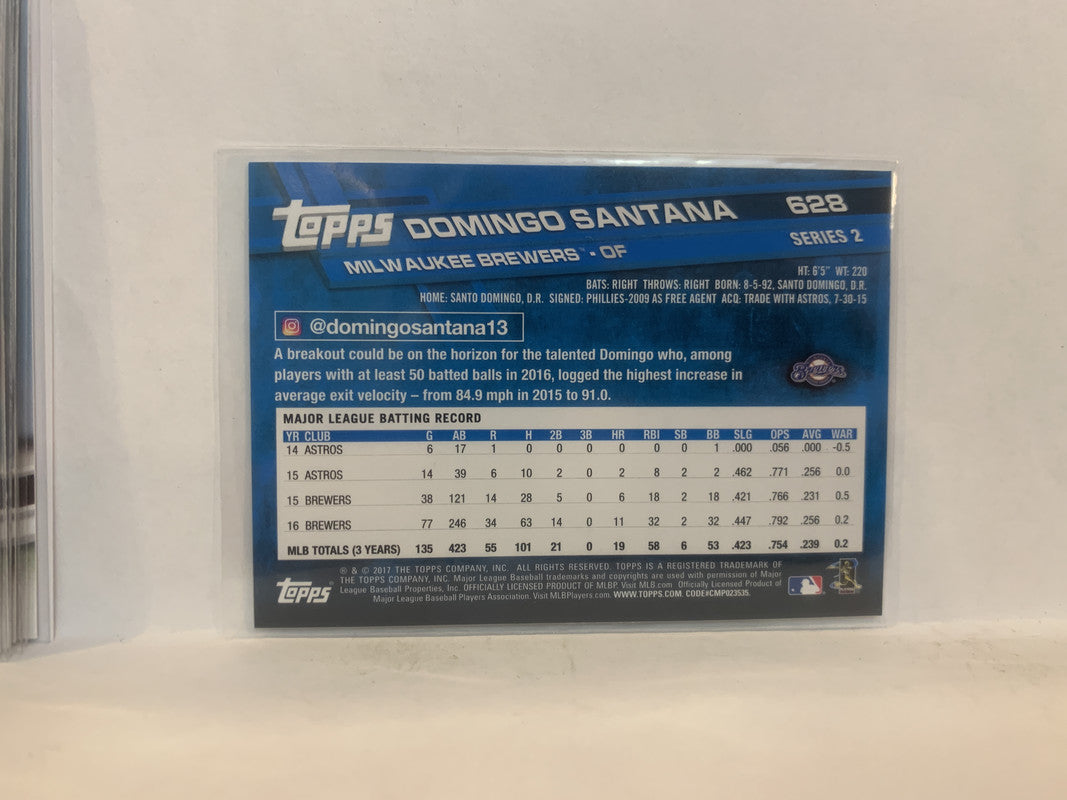 topps DOMINGO SANTANA 628
MILWAUKEE BREWERS™ - OF SERIES 2
HT: 6'5" WT: 220
BATS: RIGHT THROWS: RIGHT BORN: 8-5-92, SANTO DOMINGO, D.R.
HOME: SANTO DOMINGO, D.R. SIGNED: PHILLIES-2009 AS FREE AGENT ACQ: TRADE WITH ASTROS, 7-30-15
@domingosantana13
A breakout could be on the horizon for the talented Domingo who, among
players with at least 50 batted balls in 2016, logged the highest increase in
average exit velocity – from 84.9 mph in 2015 to 91.0.
Brewers
MAJOR LEAGUE BATTING RECORD
YR CLUB G AB R H 2B 3B HR RBI SB BB SLG OPS AVG WAR
14 ASTROS 6 17 1 0 0 0 0 0 0 1 .000 .056 .000 -0.5
15 ASTROS 14 39 6 10 2 0 2 8 2 2 .462 .771 .256 0.0
15 BREWERS 38 121 14 28 5 0 6 18 2 18 .421 .766 .231 0.5
16 BREWERS 77 246 34 63 14 0 11 32 2 32 .447 .792 .256 0.2
MLB TOTALS (3 YEARS) 135 423 55 101 21 0 19 58 6 53 .423 .754 .239 0.2
® & © 2017 THE TOPPS COMPANY, INC. ALL RIGHTS RESERVED. TOPPS IS A REGISTERED TRADEMARK OF
THE TOPPS COMPANY, INC. Major League Baseball trademarks and copyrights are used with permission of Major
League Baseball Properties, Inc. OFFICIALLY LICENSED PRODUCT OF MLBP. Visit MLB.com. Officially Licensed Product of
Major League Baseball Players Association. Visit MLBPlayers.com. WWW.TOPPS.COM. CODE#CMP023535.
topps®